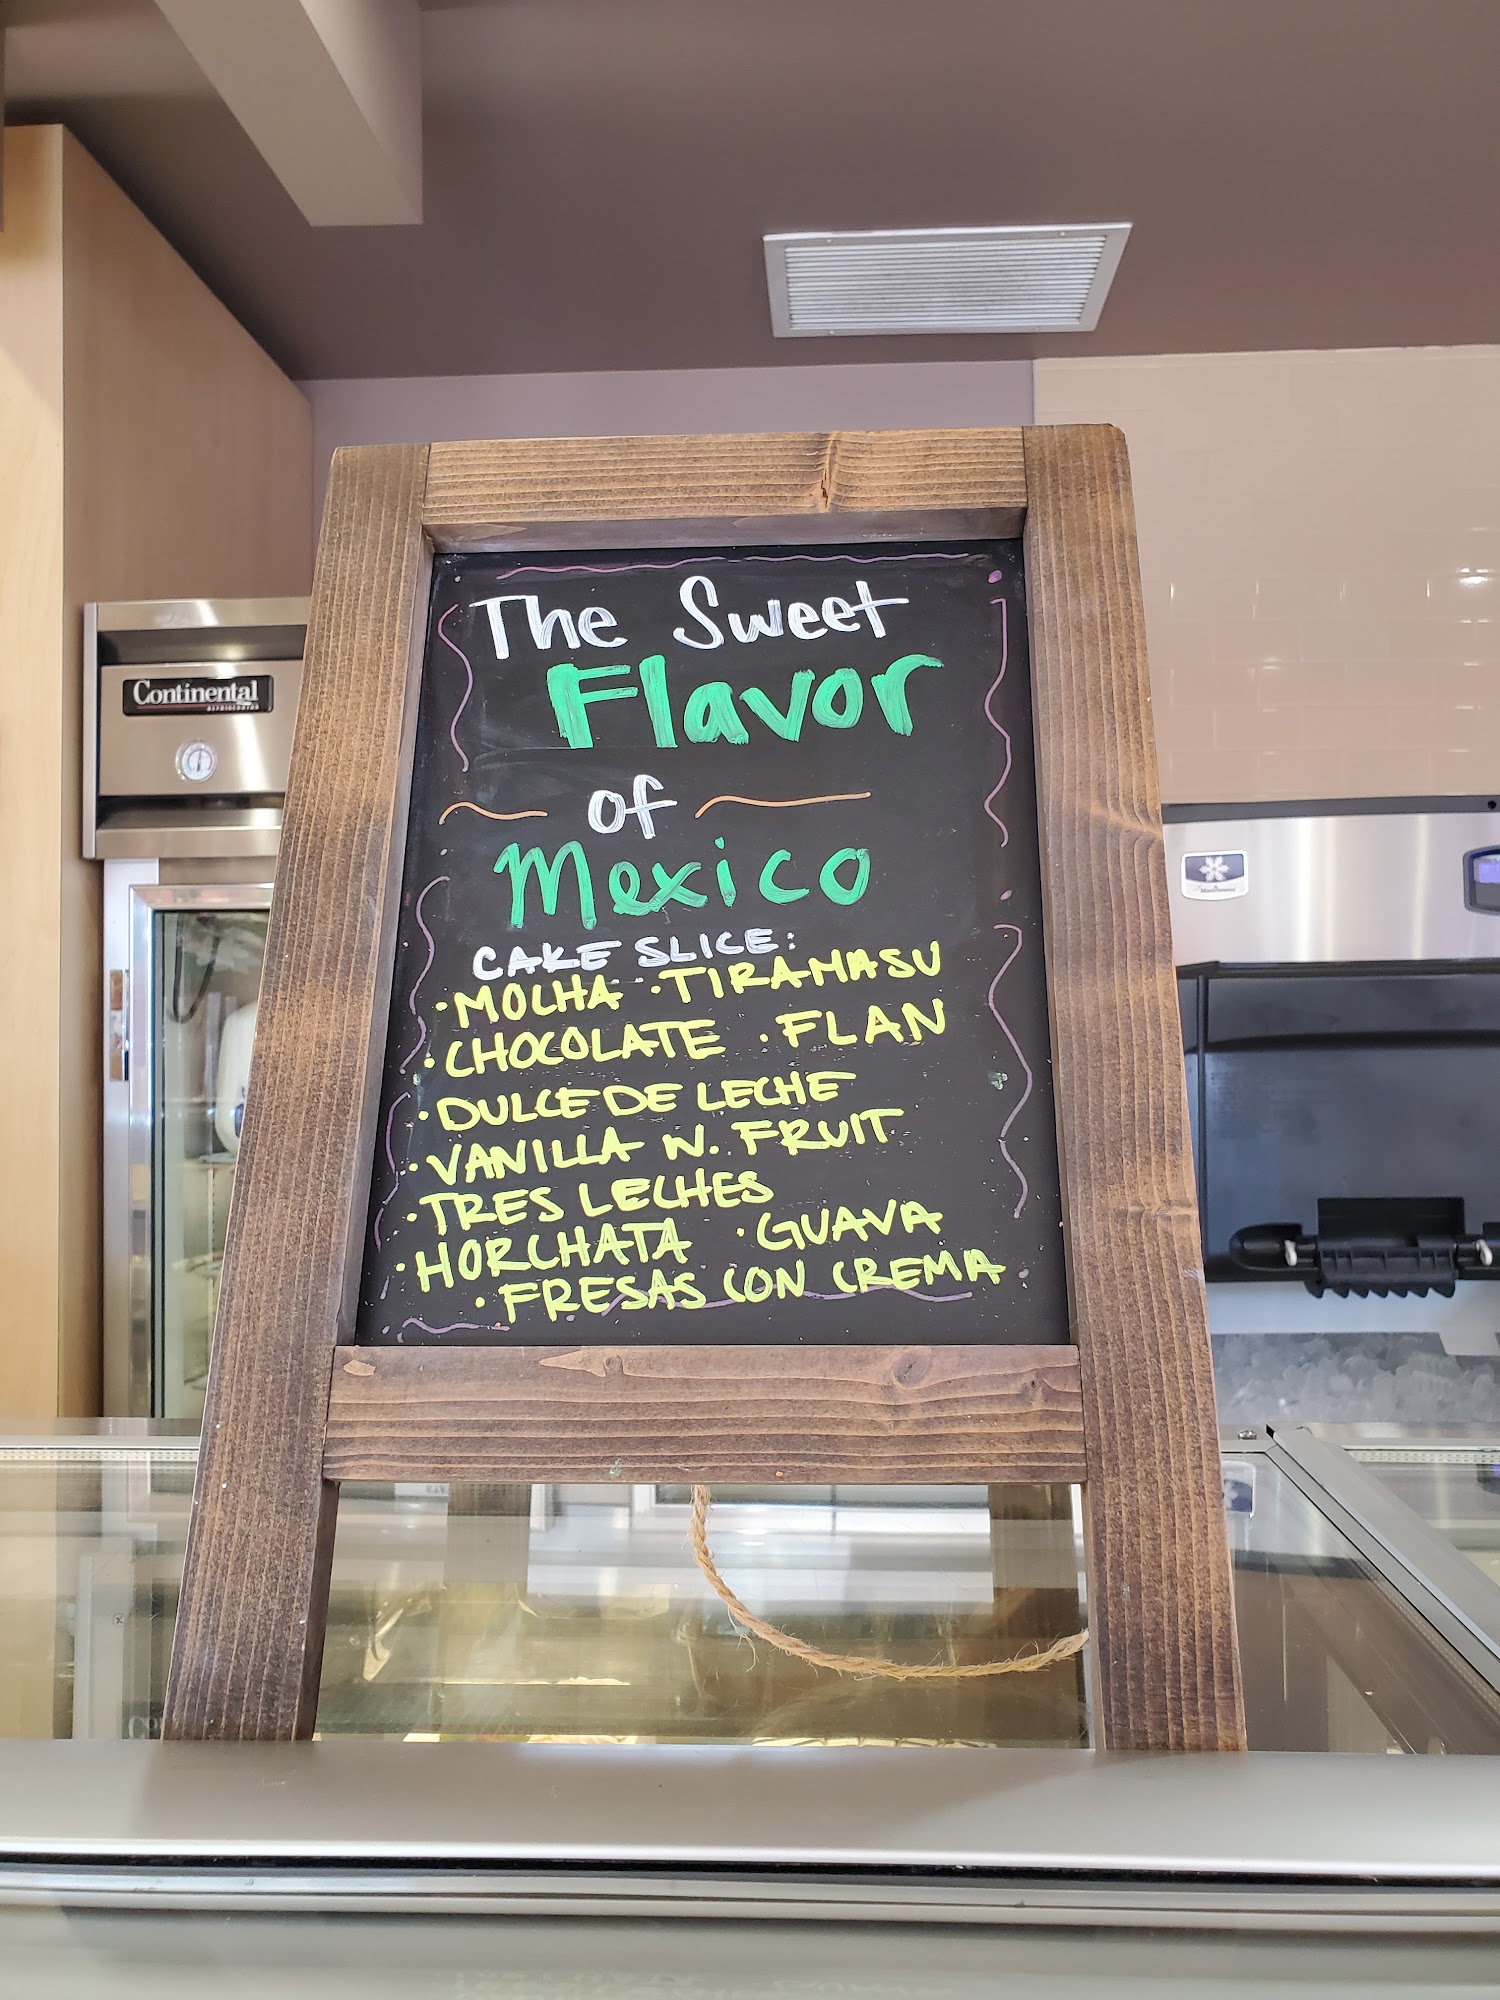 The Sweet
Flavor
of
Mexico
CAKE SLICE:
· MOLHA · TIRAMASU
· CHOCOLATE · FLAN
· DULCE DE LECHE
· VANILLA W. FRUIT
· TRES LECHES
· HORCHATA · GUAVA
· FRESAS CON CREMA
Continental
REFRIGERATOR